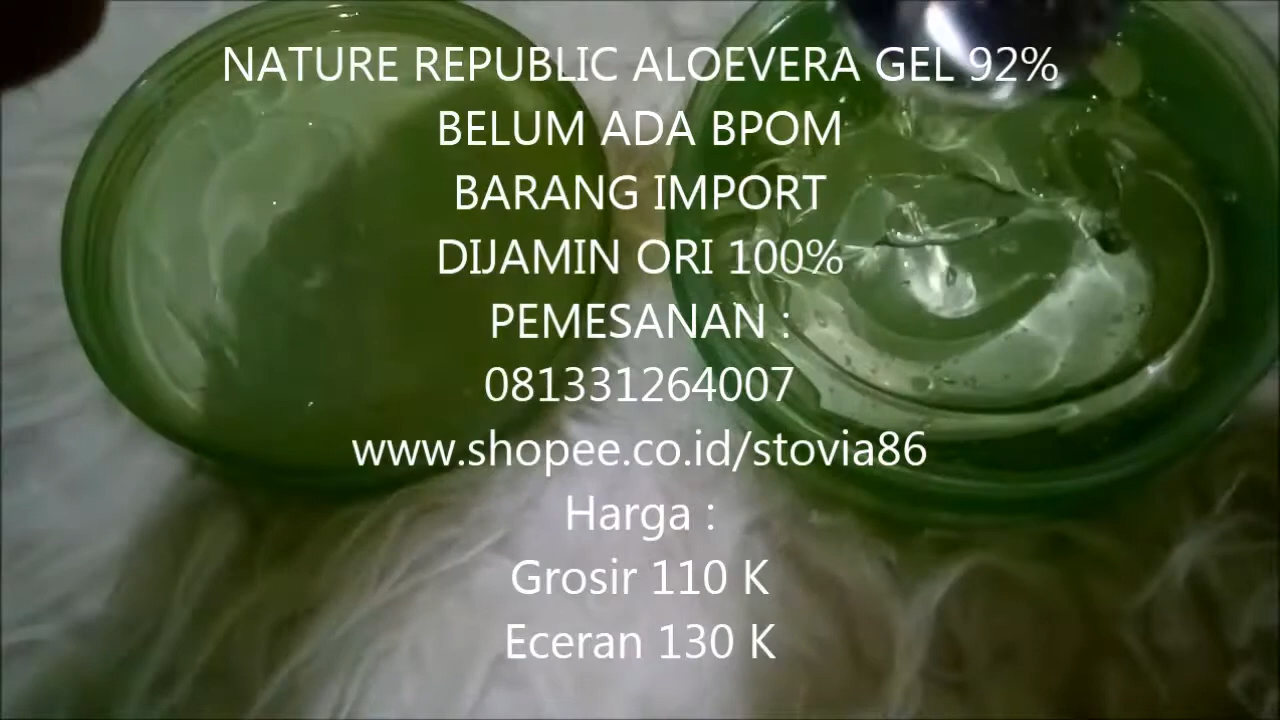 NATURE REPUBLIC ALOEVERA GEL 92%
BELUM ADA BPOM
BARANG IMPORT
DIJAMIN ORI 100%
PEMESANAN :
081331264007
www.shopee.co.id/stovia86
Harga :
Grosir 110 K
Eceran 130 K